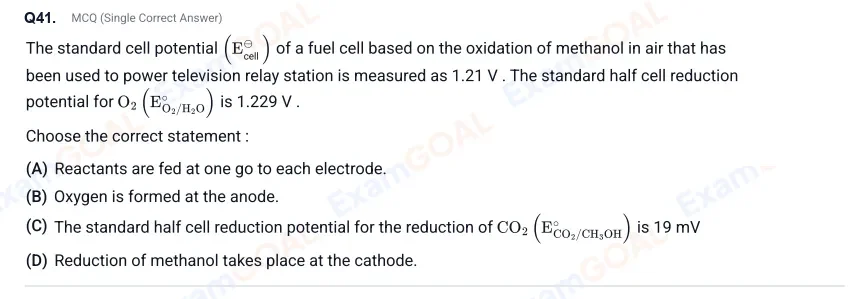 Q41. MCQ (Single Correct Answer)
The standard cell potential (E⊖cell) of a fuel cell based on the oxidation of methanol in air that has
been used to power television relay station is measured as 1.21 V . The standard half cell reduction
potential for O₂ (E°O₂/H₂O) is 1.229 V .
Choose the correct statement :
(A) Reactants are fed at one go to each electrode.
(B) Oxygen is formed at the anode.
(C) The standard half cell reduction potential for the reduction of CO₂ (E°CO₂/CH₃OH) is 19 mV
(D) Reduction of methanol takes place at the cathode.
ExamGOAL